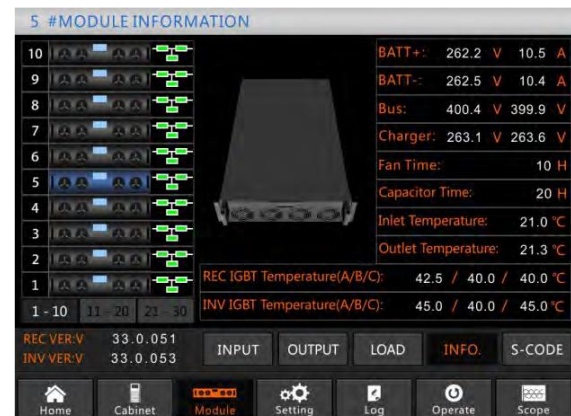 5 #MODULE INFORMATION
10
9
8
7
6
5
4
3
2
1
1 - 10 11 - 20 21 - 30
BATT+: 262.2 V 10.5 A
BATT-: 262.5 V 10.4 A
Bus: 400.4 V 399.9 V
Charger: 263.1 V 263.6 V
Fan Time: 10 H
Capacitor Time: 20 H
Inlet Temperature: 21.0 ℃
Outlet Temperature: 21.3 ℃
REC IGBT Temperature(A/B/C): 42.5 / 40.0 / 40.0 ℃
INV IGBT Temperature(A/B/C): 45.0 / 40.0 / 45.0 ℃
REC VER:V 33.0.051
INV VER:V 33.0.053
INPUT OUTPUT LOAD INFO. S-CODE
Home Cabinet Module Setting Log Operate Scope